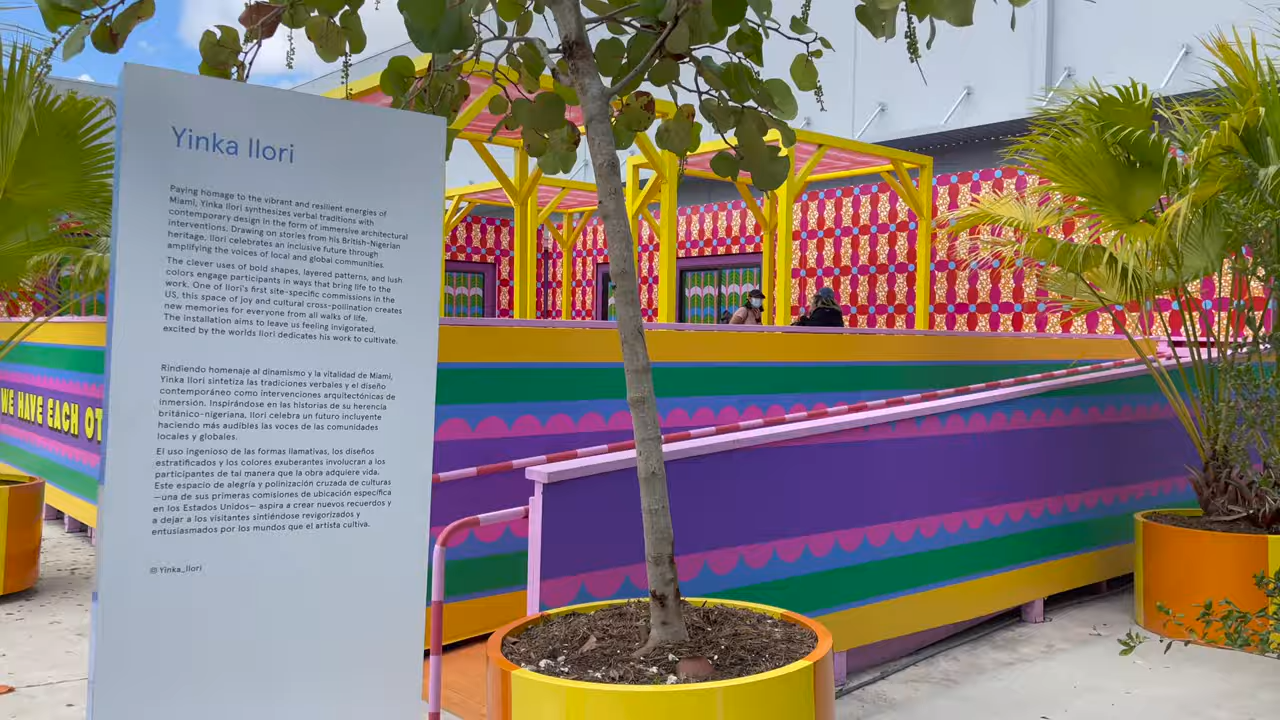 Yinka Ilori
Paying homage to the vibrant and resilient energies of
Miami, Yinka Ilori synthesizes verbal traditions with
contemporary design in the form of immersive architectural
interventions. Drawing on stories from his British-Nigerian
heritage, Ilori celebrates an inclusive future through
amplifying the voices of local and global communities.
The clever uses of bold shapes, layered patterns, and lush
colors engage participants in ways that bring life to the
work. One of Ilori's first site-specific commissions in the
US, this space of joy and cultural cross-pollination creates
new memories for everyone from all walks of life.
The installation aims to leave us feeling invigorated,
excited by the worlds Ilori dedicates his work to cultivate.
Rindiendo homenaje al dinamismo y la vitalidad de Miami,
Yinka Ilori sintetiza las tradiciones verbales y el diseño
contemporáneo como intervenciones arquitectónicas de
inmersión. Inspirándose en las historias de su herencia
británico-nigeriana, Ilori celebra un futuro incluyente
haciendo más audibles las voces de las comunidades
locales y globales.
El uso ingenioso de las formas llamativas, los diseños
estratificados y los colores exuberantes involucran a los
participantes de tal manera que la obra adquiere vida.
Este espacio de alegría y polinización cruzada de culturas
—una de sus primeras comisiones de ubicación específica
en los Estados Unidos— aspira a crear nuevos recuerdos y
a dejar a los visitantes sintiéndose revigorizados y
entusiasmados por los mundos que el artista cultiva.
@Yinka_Ilori
WE HAVE EACH OT